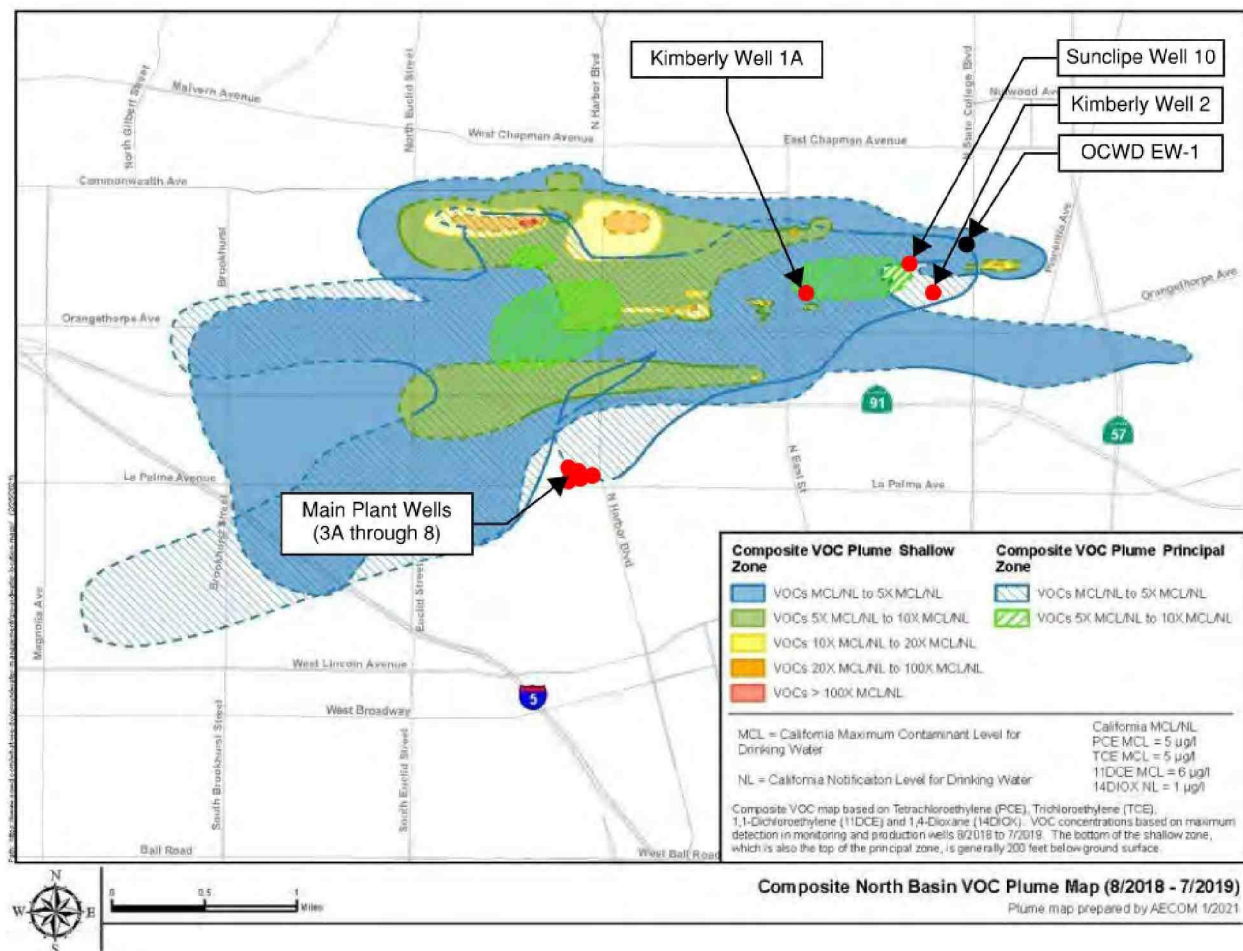 Kimberly Well 1A
Sunclipe Well 10
Kimberly Well 2
OCWD EW-1
Malvern Avenue
North Gilbert Street
North Euclid Street
N Harbor Blvd
West Chapman Avenue
East Chapman Avenue
N State College Blvd
Nutwood Ave
Commonwealth Ave
Placentia Ave
Brookhurst
Orangethorpe Ave
Orangethorpe Ave
91
57
N East St
La Palma Avenue
La Palma Ave
Main Plant Wells
(3A through 8)
N Harbor Blvd
Brookhurst Street
Euclid Street
Magnolia Ave
West Lincoln Avenue
5
West Broadway
South Brookhurst Street
South Euclid Street
Ball Road
West Ball Road
Composite VOC Plume Shallow
Zone
VOCs MCL/NL to 5X MCL/NL
VOCs 5X MCL/NL to 10X MCL/NL
VOCs 10X MCL/NL to 20X MCL/NL
VOCs 20X MCL/NL to 100X MCL/NL
VOCs > 100X MCL/NL
Composite VOC Plume Principal
Zone
VOCs MCL/NL to 5X MCL/NL
VOCs 5X MCL/NL to 10X MCL/NL
MCL = California Maximum Contaminant Level for
Drinking Water
NL = California Notificaiton Level for Drinking Water
California MCL/NL
PCE MCL = 5 µg/l
TCE MCL = 5 µg/l
11DCE MCL = 6 µg/l
14DIOX NL = 1 µg/l
Composite VOC map based on Tetrachloroethylene (PCE), Trichloroethylene (TCE),
1,1-Dichloroethylene (11DCE) and 1,4-Dioxane (14DIOX). VOC concentrations based on maximum
detection in monitoring and production wells 8/2018 to 7/2019. The bottom of the shallow zone,
which is also the top of the principal zone, is generally 200 feet below ground surface.
N
W E
S
0 0.5 1
Miles
Composite North Basin VOC Plume Map (8/2018 - 7/2019)
Plume map prepared by AECOM 1/2021